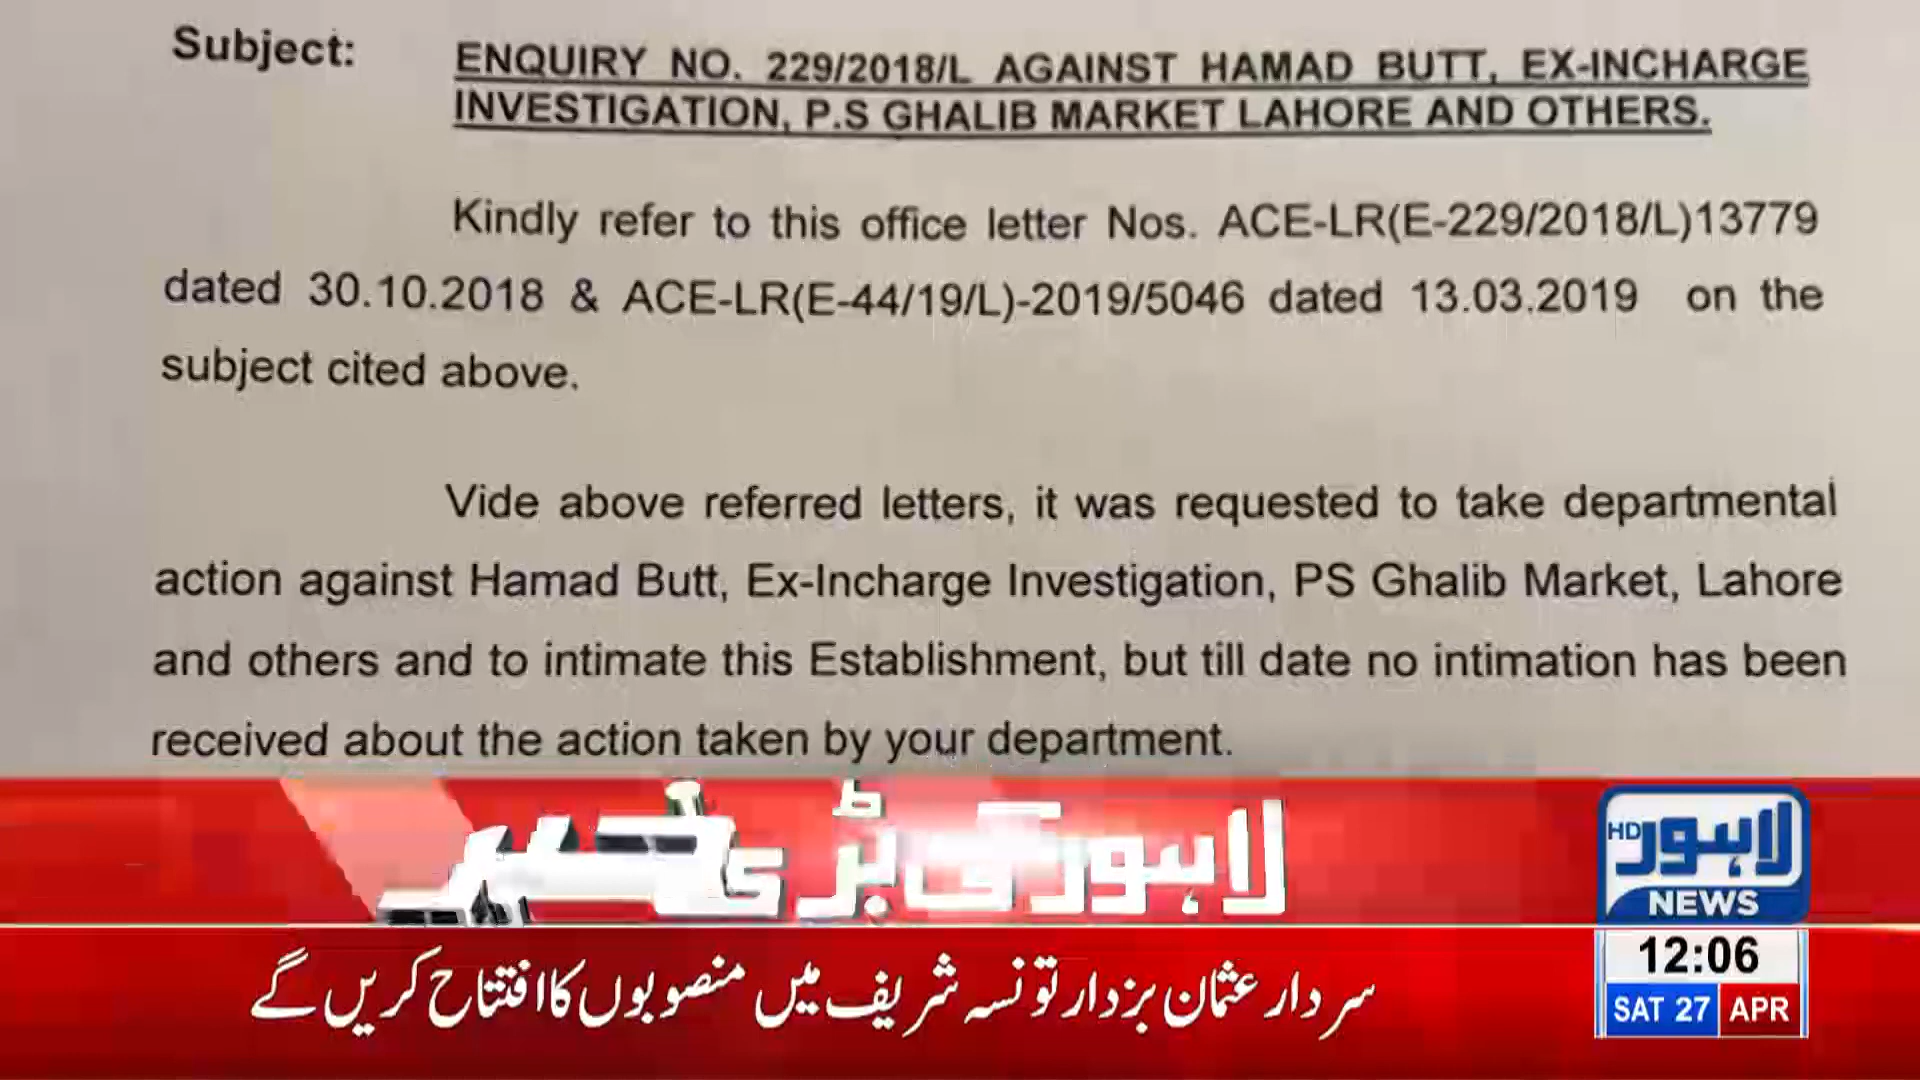 Subject:
ENQUIRY NO. 229/2018/L AGAINST HAMAD BUTT, EX-INCHARGE
INVESTIGATION, P.S GHALIB MARKET LAHORE AND OTHERS.
Kindly refer to this office letter Nos. ACE-LR(E-229/2018/L)13779
dated 30.10.2018 & ACE-LR(E-44/19/L)-2019/5046 dated 13.03.2019 on the
subject cited above.
Vide above referred letters, it was requested to take departmental
action against Hamad Butt, Ex-Incharge Investigation, PS Ghalib Market, Lahore
and others and to intimate this Establishment, but till date no intimation has been
received about the action taken by your department.
لاہور کی بڑی خبر
HD لاہور
NEWS
سردار عثمان بزدار تونسہ شریف میں منصوبوں کا افتتاح کریں گے
12:06
SAT 27 APR